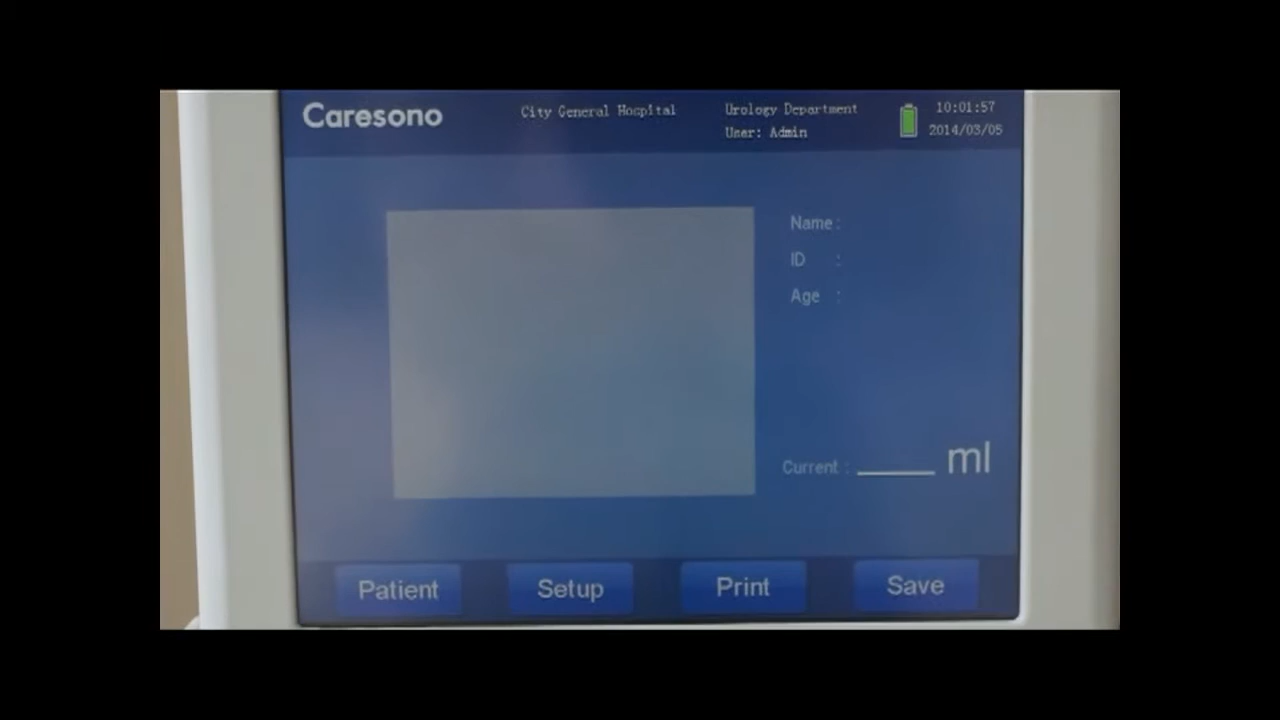 Caresono
City General Hospital
Urology Department
User: Admin
10:01:57
2014/03/05
Name :
ID :
Age :
Current : _____ ml
Patient
Setup
Print
Save